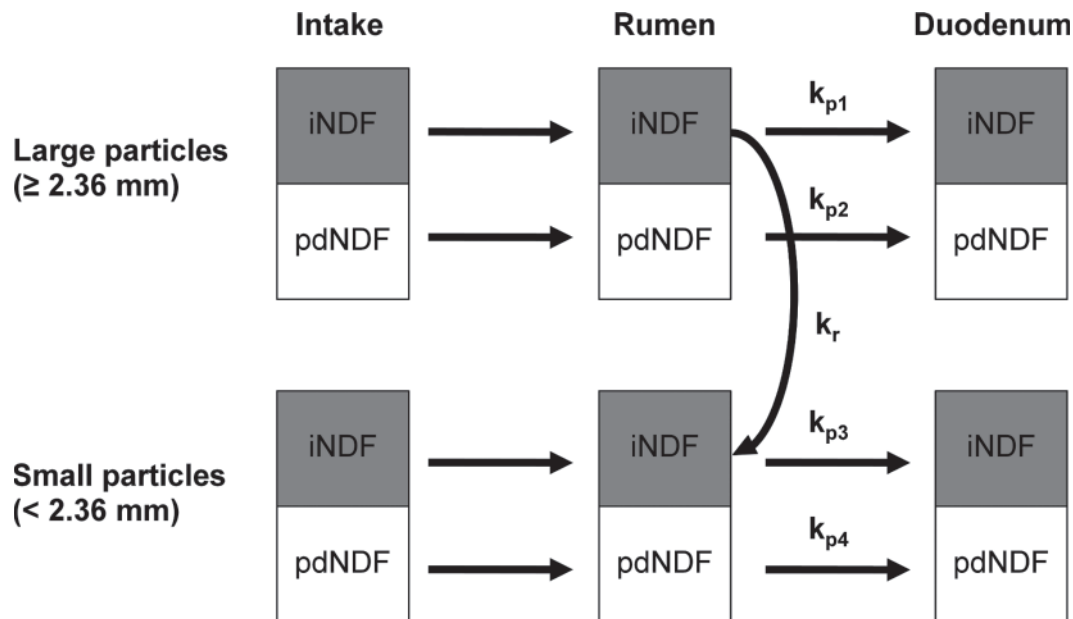 Intake Rumen Duodenum
Large particles
(≥ 2.36 mm)
iNDF iNDF kp1 iNDF
pdNDF pdNDF kp2 pdNDF
kr
Small particles
(< 2.36 mm)
iNDF iNDF kp3 iNDF
pdNDF pdNDF kp4 pdNDF